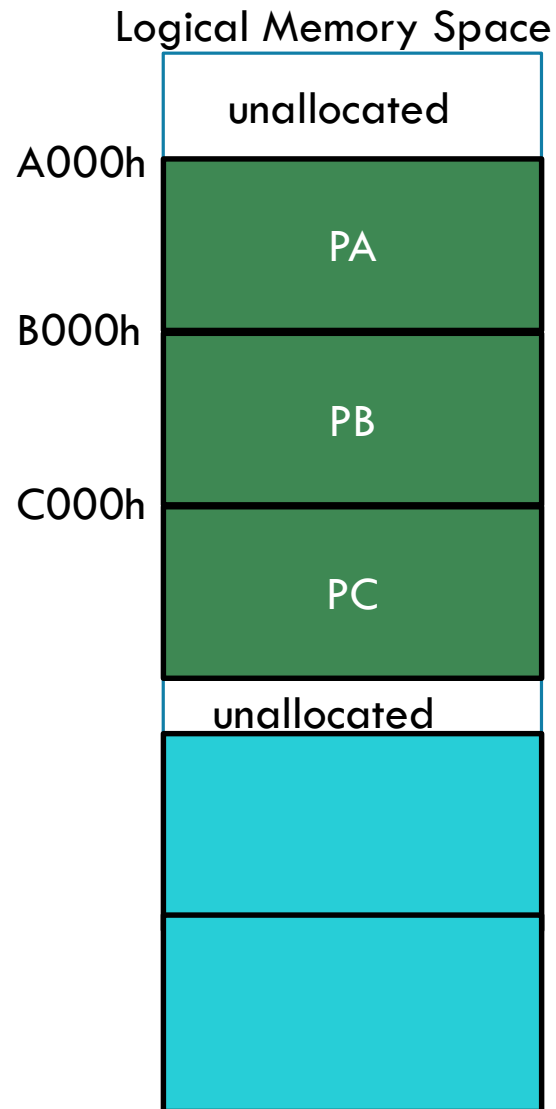 Logical Memory Space
unallocated
A000h
PA
B000h
PB
C000h
PC
unallocated